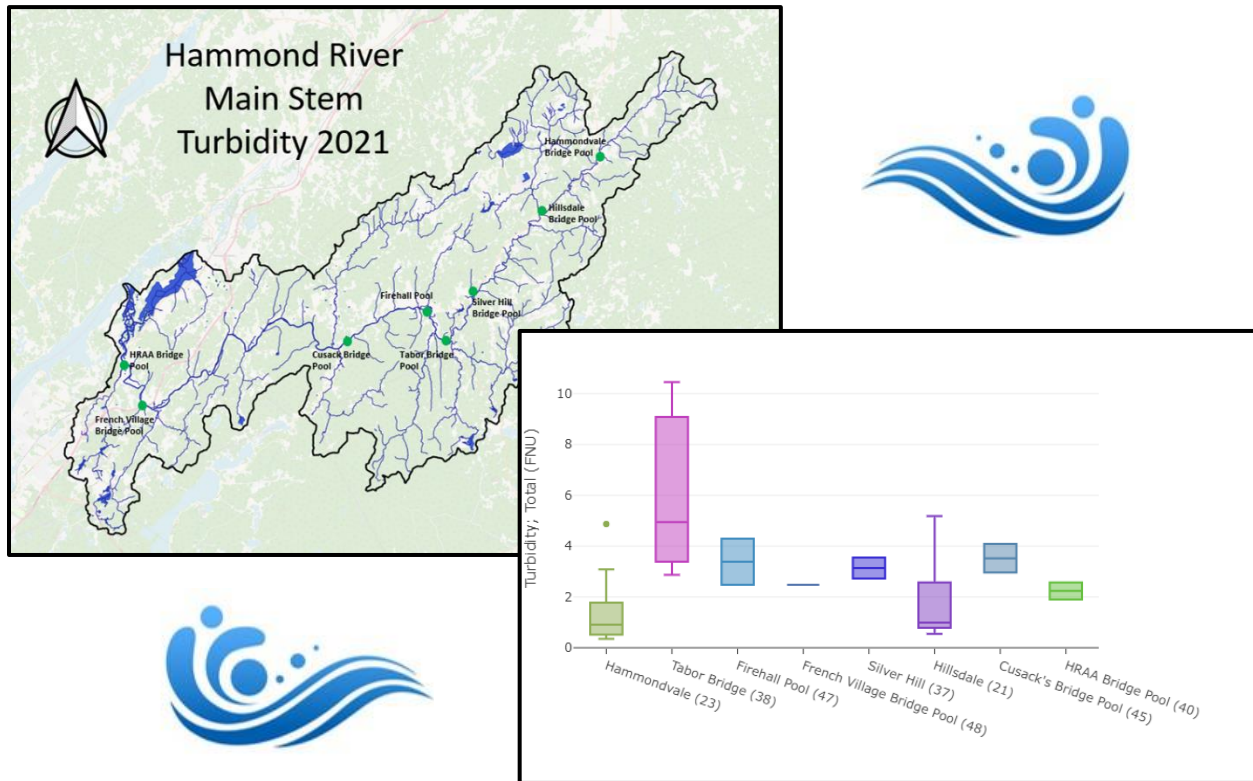 Hammond River
Main Stem
Turbidity 2021
Hammondvale
Bridge Pool
Hillsdale
Bridge Pool
Silver Hill
Bridge Pool
Firehall Pool
Cusack Bridge
Pool
Tabor Bridge
Pool
HRAA Bridge
Pool
French Village
Bridge Pool
Turbidity; Total (FNU)
10
8
6
4
2
0
Hammondvale (23)
Tabor Bridge (38)
Firehall Pool (47)
French Village Bridge Pool (48)
Silver Hill (37)
Hillsdale (21)
Cusack's Bridge Pool (45)
HRAA Bridge Pool (40)